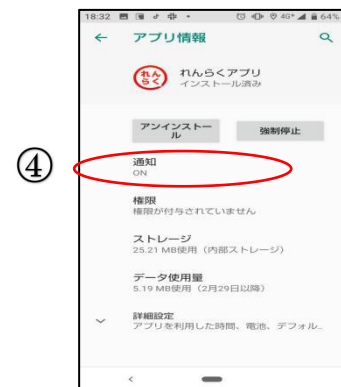 18:32 4G+ 64%
アプリ情報
れん
らく
れんらくアプリ
インストール済み
アンインストー
ル
強制停止
④
通知
ON
権限
権限が付与されていません
ストレージ
25.21 MB使用（内部ストレージ）
データ使用量
5.19 MB使用（2月29日以降）
詳細設定
アプリを利用した時間、電池、デフォル...